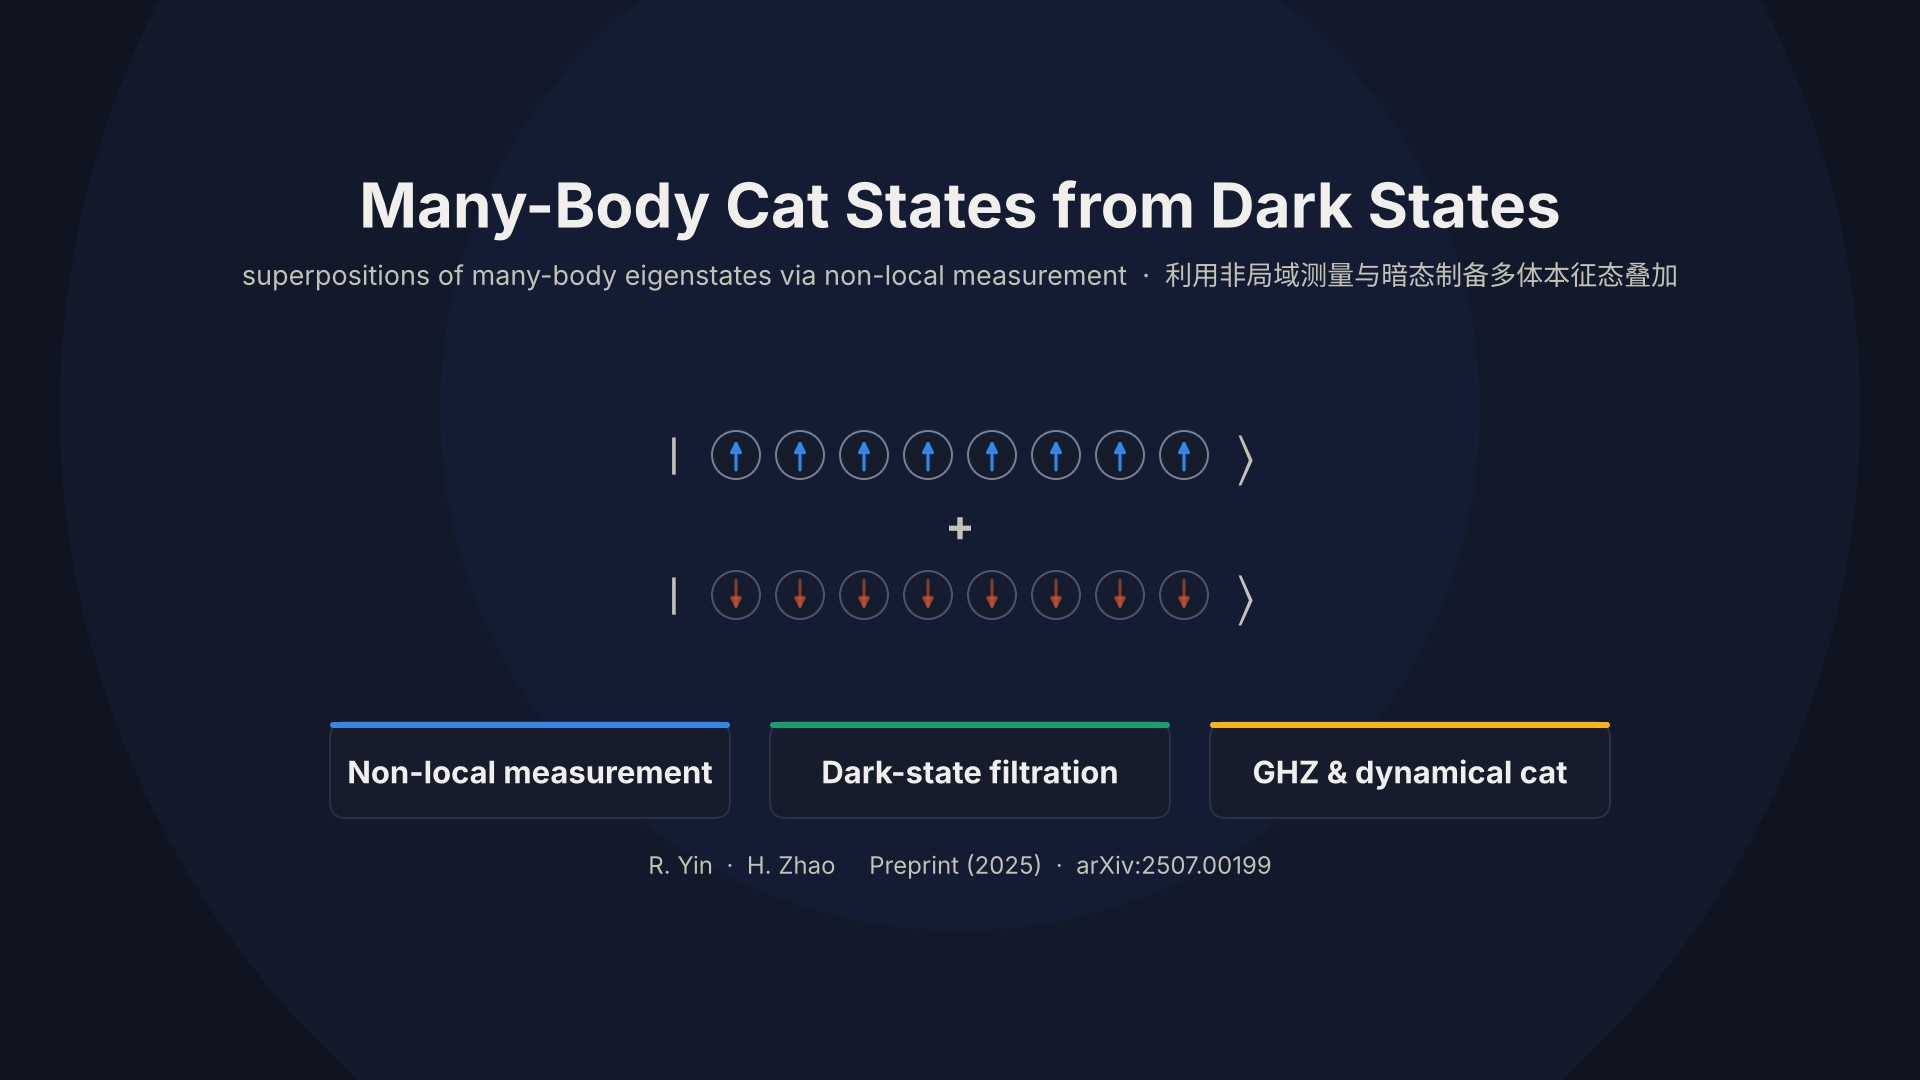 Many-Body Cat States from Dark States
superpositions of many-body eigenstates via non-local measurement · 利用非局域测量与暗态制备多体本征态叠加
| ↑ ↑ ↑ ↑ ↑ ↑ ↑ ↑ 〉
+
| ↓ ↓ ↓ ↓ ↓ ↓ ↓ ↓ 〉
Non-local measurement
Dark-state filtration
GHZ & dynamical cat
R. Yin · H. Zhao Preprint (2025) · arXiv:2507.00199